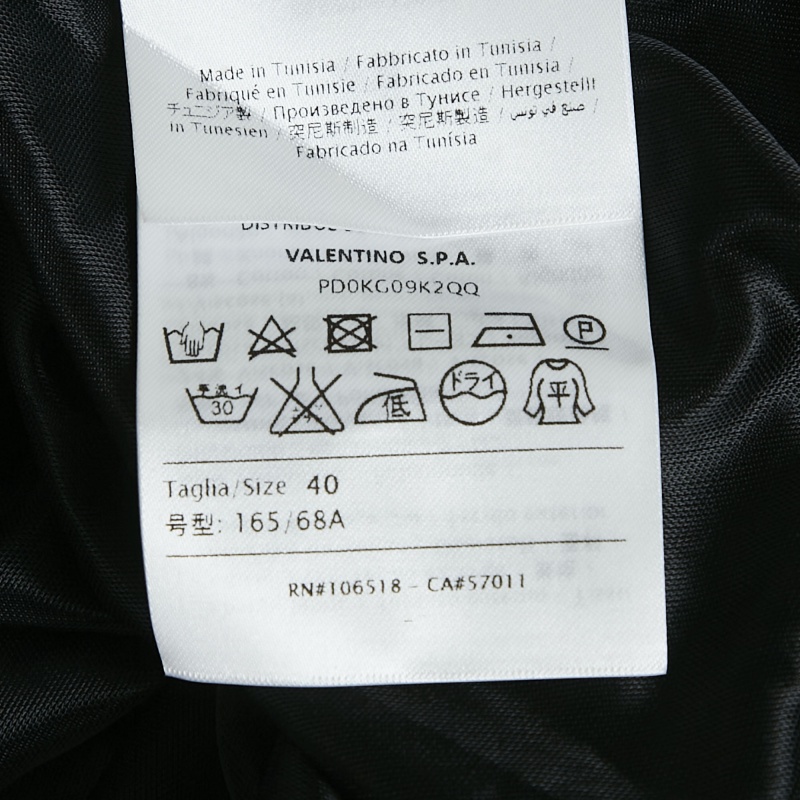 Made in Tunisia / Fabbricato in Tunisia /
Fabriqué en Tunisie / Fabricado en Tunisia /
チュニジア製 / Произведено в Тунисе / Hergestellt
in Tunesien / 突尼斯制造 / 突尼斯製造 / صنع في تونس /
Fabricado na Tunísia
VALENTINO S.P.A.
PD0KG09K2QQ
P
手洗イ 30 低 ドライ 平
Taglia/Size 40
号型: 165/68A
RN#106518 - CA#57011